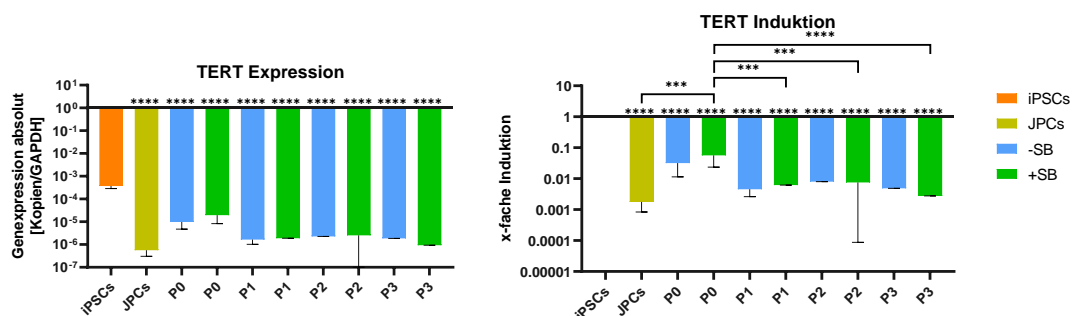 TERT Expression
Genexpression absolut
[Kopien/GAPDH]
10^1
10^0
10^-1
10^-2
10^-3
10^-4
10^-5
10^-6
10^-7
**** **** **** **** **** **** **** **** ****
iPSCs JPCs P0 P0 P1 P1 P2 P2 P3 P3
TERT Induktion
****
***
***
***
x-fache Induktion
10
1
0.1
0.01
0.001
0.0001
0.00001
**** **** **** **** **** **** **** **** ****
iPSCs JPCs P0 P0 P1 P1 P2 P2 P3 P3
iPSCs
JPCs
-SB
+SB